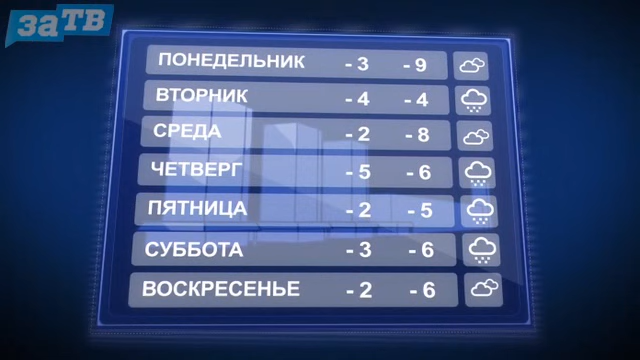 заТВ
ПОНЕДЕЛЬНИК - 3 - 9
ВТОРНИК - 4 - 4
СРЕДА - 2 - 8
ЧЕТВЕРГ - 5 - 6
ПЯТНИЦА - 2 - 5
СУББОТА - 3 - 6
ВОСКРЕСЕНЬЕ - 2 - 6